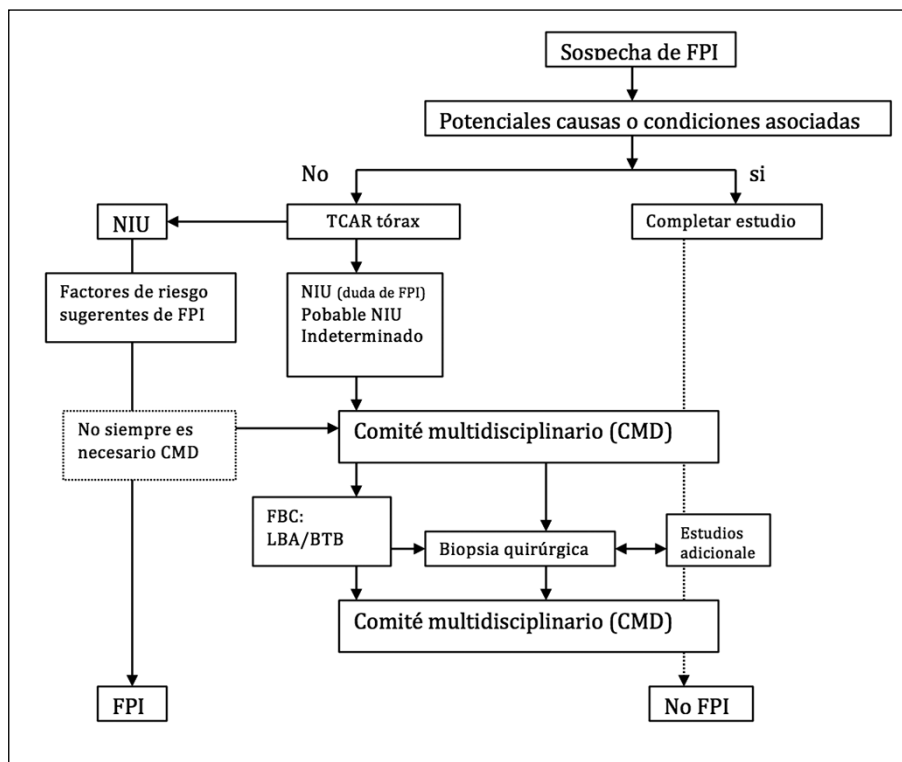 Sospecha de FPI
Potenciales causas o condiciones asociadas
No
si
NIU
TCAR tórax
Completar estudio
Factores de riesgo
sugerentes de FPI
NIU (duda de FPI)
Pobable NIU
Indeterminado
No siempre es
necesario CMD
Comité multidisciplinario (CMD)
FBC:
LBA/BTB
Biopsia quirúrgica
Estudios
adicionale
Comité multidisciplinario (CMD)
FPI
No FPI